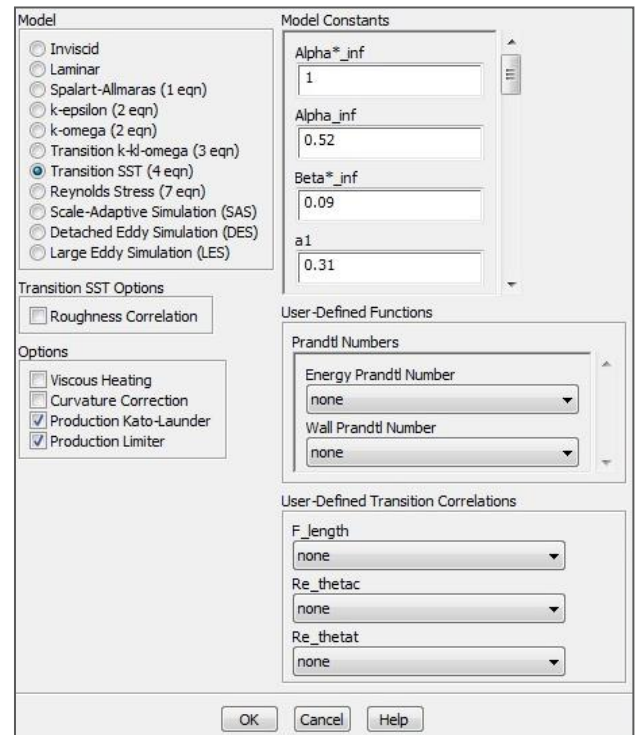 Model
Inviscid
Laminar
Spalart-Allmaras (1 eqn)
k-epsilon (2 eqn)
k-omega (2 eqn)
Transition k-kl-omega (3 eqn)
Transition SST (4 eqn)
Reynolds Stress (7 eqn)
Scale-Adaptive Simulation (SAS)
Detached Eddy Simulation (DES)
Large Eddy Simulation (LES)
Transition SST Options
Roughness Correlation
Options
Viscous Heating
Curvature Correction
Production Kato-Launder
Production Limiter
Model Constants
Alpha*_inf
1
Alpha_inf
0.52
Beta*_inf
0.09
a1
0.31
User-Defined Functions
Prandtl Numbers
Energy Prandtl Number
none
Wall Prandtl Number
none
User-Defined Transition Correlations
F_length
none
Re_thetac
none
Re_thetat
none
OK Cancel Help